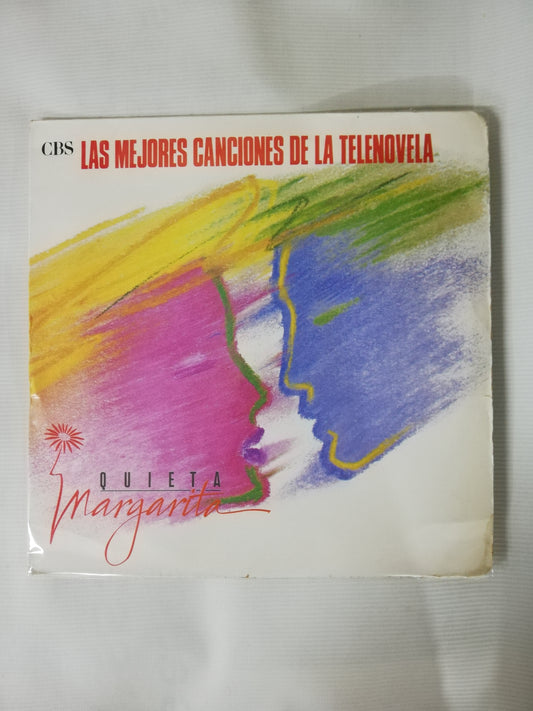 CBS LAS MEJORES CANCIONES DE LA TELENOVELA
QUIETA
Margarita